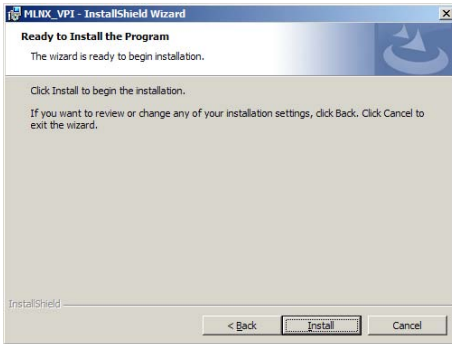 MLNX_VPI - InstallShield Wizard
Ready to Install the Program
The wizard is ready to begin installation.
Click Install to begin the installation.
If you want to review or change any of your installation settings, click Back. Click Cancel to
exit the wizard.
InstallShield
< Back Install Cancel